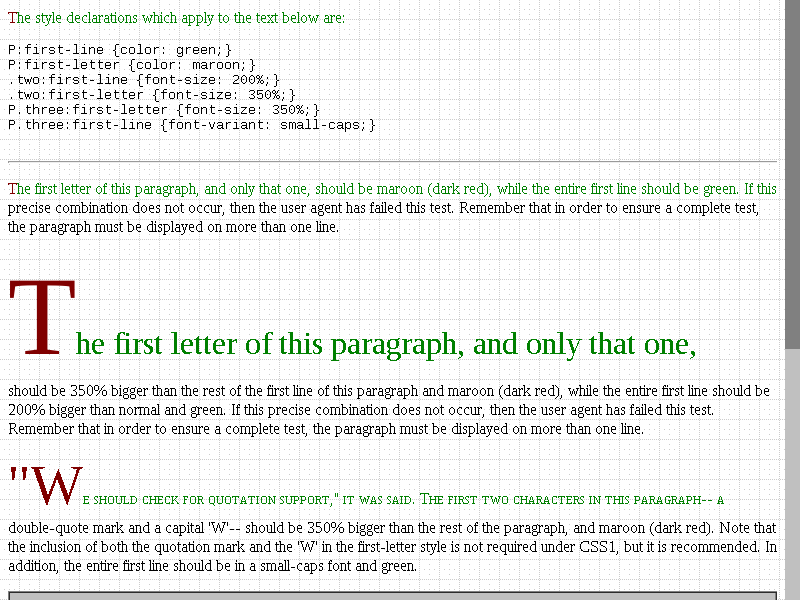 The style declarations which apply to the text below are:
P:first-line {color: green;}
P:first-letter {color: maroon;}
.two:first-line {font-size: 200%;}
.two:first-letter {font-size: 350%;}
P.three:first-letter {font-size: 350%;}
P.three:first-line {font-variant: small-caps;}
The first letter of this paragraph, and only that one, should be maroon (dark red), while the entire first line should be green. If this
precise combination does not occur, then the user agent has failed this test. Remember that in order to ensure a complete test,
the paragraph must be displayed on more than one line.
The first letter of this paragraph, and only that one,
should be 350% bigger than the rest of the first line of this paragraph and maroon (dark red), while the entire first line should be
200% bigger than normal and green. If this precise combination does not occur, then the user agent has failed this test.
Remember that in order to ensure a complete test, the paragraph must be displayed on more than one line.
"We should check for quotation support," it was said. The first two characters in this paragraph-- a
double-quote mark and a capital 'W'-- should be 350% bigger than the rest of the paragraph, and maroon (dark red). Note that
the inclusion of both the quotation mark and the 'W' in the first-letter style is not required under CSS1, but it is recommended. In
addition, the entire first line should be in a small-caps font and green.